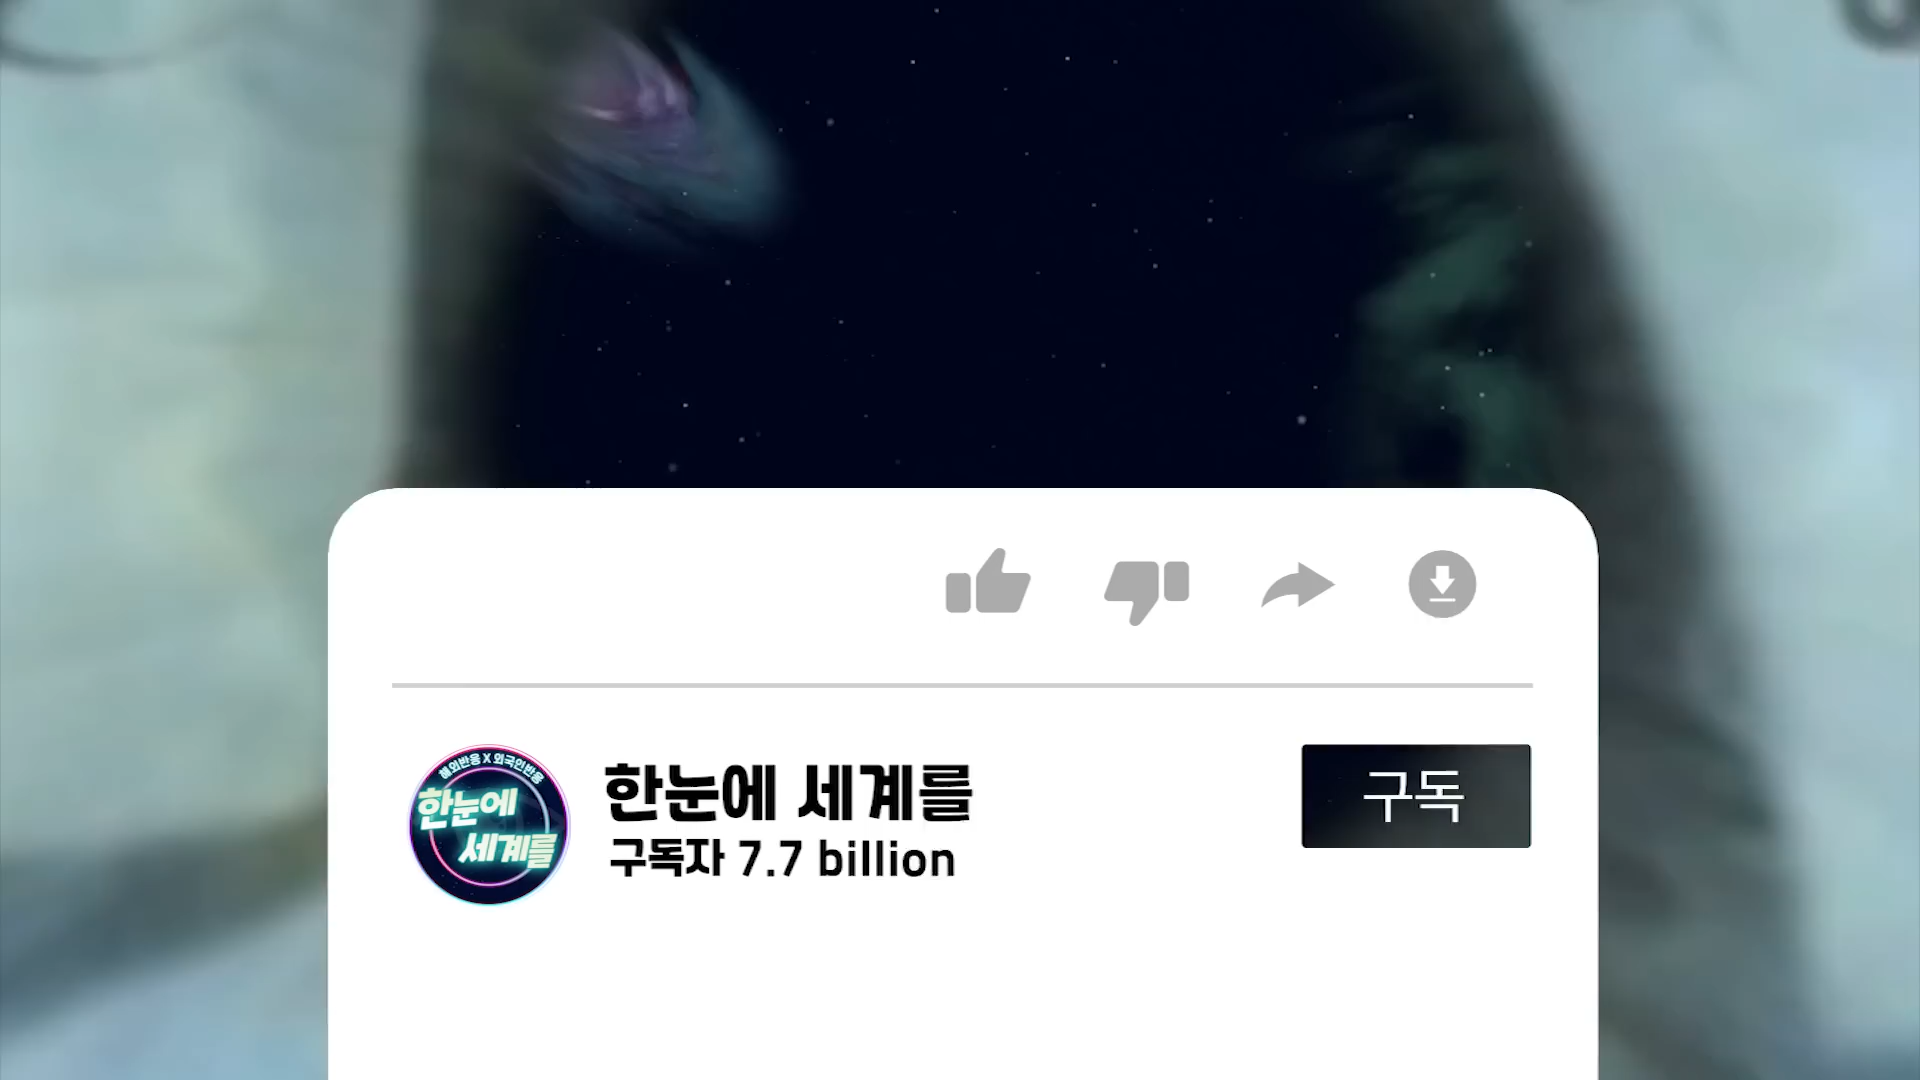 한눈에 세계를
구독자 7.7 billion
구독
해외반응 X 외국인반응
한눈에
세계를